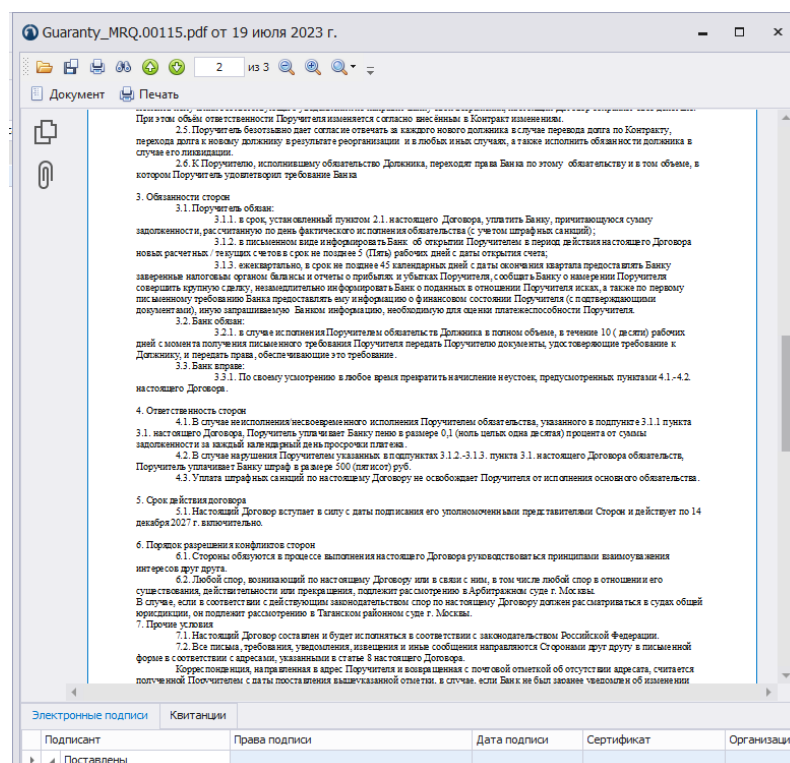 Guaranty_MRQ.00115.pdf от 19 июля 2023 г.
2 из 3
Документ Печать
При этом объём ответственности Поручителя изменяется согласно внесённым в Контракт изменениям.
2.5. Поручитель безотзывно дает согласие отвечать за каждого нового должника в случае перевода долга по Контракту,
перехода долга к новому должнику в результате реорганизации и в любых иных случаях, а также исполнить обязанности должника в
случае его ликвидации.
2.6. К Поручителю, исполнившему обязательство Должника, переходят права Банка по этому обязательству и в том объеме, в
котором Поручитель удовлетворил требование Банка
3. Обязанности сторон
3.1. Поручитель обязан:
3.1.1. в срок, установленный пунктом 2.1. настоящего Договора, уплатить Банку, причитающуюся сумму
задолженности, рассчитанную по день фактического исполнения обязательства (с учетом штрафных санкций);
3.1.2. в письменном виде информировать Банк об открытии Поручителем в период действия настоящего Договора
новых расчетных / текущих счетов в срок не позднее 5 (Пять) рабочих дней с даты открытия счета;
3.1.3. ежеквартально, в срок не позднее 45 календарных дней с даты окончания квартала предоставлять Банку
заверенные налоговым органом балансы и отчеты о прибылях и убытках Поручителя, сообщать Банку о намерении Поручителя
совершить крупную сделку, незамедлительно информировать Банк о поданных в отношении Поручителя исках, а также по первому
письменному требованию Банка предоставлять ему информацию о финансовом состоянии Поручителя (с подтверждающими
документами), иную запрашиваемую Банком информацию, необходимую для оценки платежеспособности Поручителя.
3.2. Банк обязан:
3.2.1. в случае исполнения Поручителем обязательств Должника в полном объеме, в течение 10 ( десяти) рабочих
дней с момента получения письменного требования Поручителя передать Поручителю документы, удостоверяющие требование к
Должнику, и передать права, обеспечивающие это требование.
3.3. Банк вправе:
3.3.1. По своему усмотрению в любое время прекратить начисление неустоек, предусмотренных пунктами 4.1.-4.2.
настоящего Договора.
4. Ответственность сторон
4.1. В случае неисполнения/несвоевременного исполнения Поручителем обязательства, указанного в подпункте 3.1.1 пункта
3.1. настоящего Договора, Поручитель уплачивает Банку пеню в размере 0,1 (ноль целых одна десятая) процента от суммы
задолженности за каждый календарный день просрочки платежа.
4.2. В случае нарушения Поручителем указанных в подпунктах 3.1.2.-3.1.3. пункта 3.1. настоящего Договора обязательств,
Поручитель уплачивает Банку штраф в размере 500 (пятисот) руб.
4.3. Уплата штрафных санкций по настоящему Договору не освобождает Поручителя от исполнения основного обязательства.
5. Срок действия договора
5.1. Настоящий Договор вступает в силу с даты подписания его уполномоченными представителями Сторон и действует по 14
декабря 2027 г. включительно.
6. Порядок разрешения конфликтов сторон
6.1. Стороны обязуются в процессе выполнения настоящего Договора руководствоваться принципами взаимоуважения
интересов друг друга.
6.2. Любой спор, возникающий по настоящему Договору или в связи с ним, в том числе любой спор в отношении его
существования, действительности или прекращения, подлежит рассмотрению в Арбитражном суде г. Москвы.
В случае, если в соответствии с действующим законодательством спор по настоящему Договору должен рассматриваться в судах общей
юрисдикции, он подлежит рассмотрению в Таганском районном суде г. Москвы.
7. Прочие условия
7.1. Настоящий Договор составлен и будет исполняться в соответствии с законодательством Российской Федерации.
7.2. Все письма, требования, уведомления, извещения и иные сообщения направляются Сторонами друг другу в письменной
форме в соответствии с адресами, указанными в статье 8 настоящего Договора.
Корреспонденция, направленная в адрес Поручителя и возвращенная с почтовой отметкой об отсутствии адресата, считается
полученной Поручителем с даты проставления вышеуказанной отметки, в случае, если Банк не был заранее уведомлен об изменении
Электронные подписи Квитанции
Подписант Права подписи Дата подписи Сертификат Организаци
Поставлены